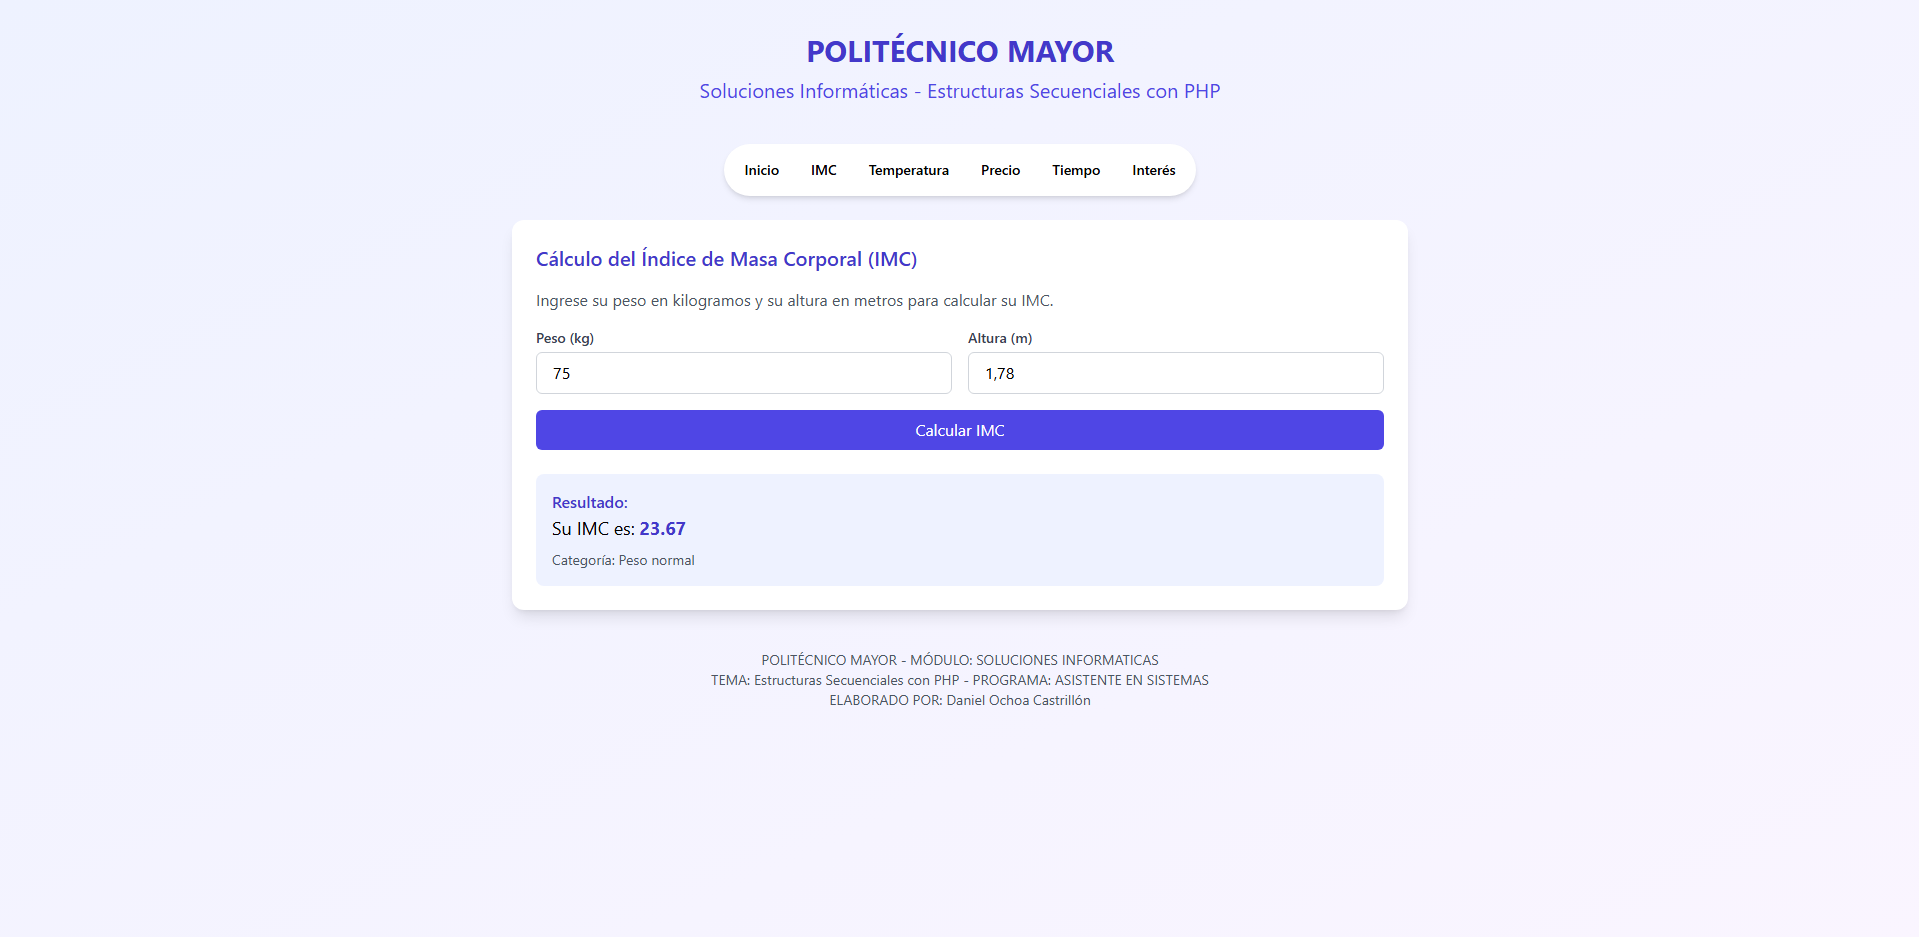 POLITÉCNICO MAYOR
Soluciones Informáticas - Estructuras Secuenciales con PHP
Inicio IMC Temperatura Precio Tiempo Interés
Cálculo del Índice de Masa Corporal (IMC)
Ingrese su peso en kilogramos y su altura en metros para calcular su IMC.
Peso (kg) Altura (m)
75 1,78
Calcular IMC
Resultado:
Su IMC es: 23.67
Categoría: Peso normal
POLITÉCNICO MAYOR - MÓDULO: SOLUCIONES INFORMATICAS
TEMA: Estructuras Secuenciales con PHP - PROGRAMA: ASISTENTE EN SISTEMAS
ELABORADO POR: Daniel Ochoa Castrillón